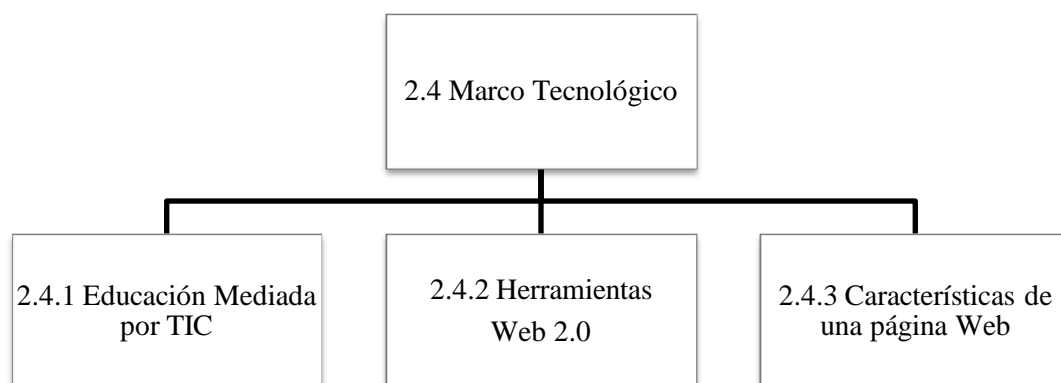 2.4 Marco Tecnológico
2.4.1 Educación Mediada
por TIC
2.4.2 Herramientas
Web 2.0
2.4.3 Características de
una página Web